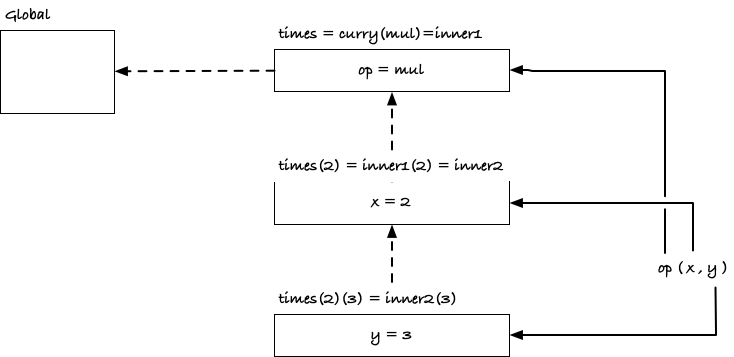 Global
times = curry(mul)=inner1
op = mul
times(2) = inner1(2) = inner2
x = 2
op (x, y)
times(2)(3) = inner2(3)
y = 3